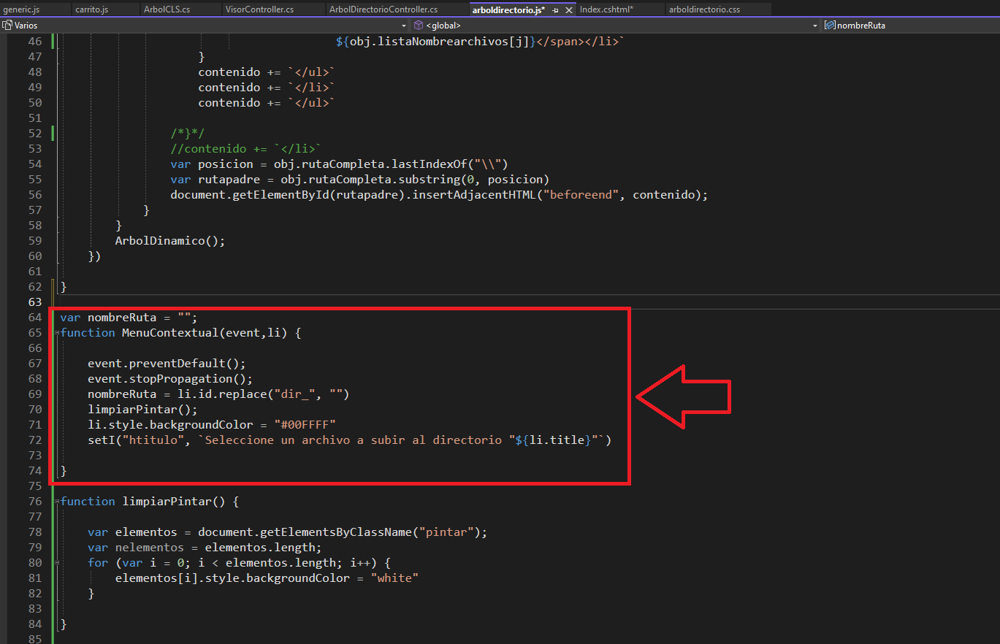 generic.js carrito.js ArbolCLS.cs VisorController.cs ArbolDirectorioController.cs arboldirectorio.js* Index.cshtml* arboldirectorio.css
Varios <global> nombreRuta
46 ${obj.listaNombrearchivos[j]}</span></li>`
47 }
48 contenido += `</ul>`
49 contenido += `</li>`
50 contenido += `</ul>`
51
52 /*}*/
53 //contenido += `</li>`
54 var posicion = obj.rutaCompleta.lastIndexOf("\\")
55 var rutapadre = obj.rutaCompleta.substring(0, posicion)
56 document.getElementById(rutapadre).insertAdjacentHTML("beforeend", contenido);
57 }
58 }
59 ArbolDinamico();
60 })
61
62 }
63
64 var nombreRuta = "";
65 function MenuContextual(event,li) {
66
67 event.preventDefault();
68 event.stopPropagation();
69 nombreRuta = li.id.replace("dir_", "")
70 limpiarPintar();
71 li.style.backgroundColor = "#00FFFF"
72 setI("htitulo", `Seleccione un archivo a subir al directorio "${li.title}"`)
73
74 }
75
76 function limpiarPintar() {
77
78 var elementos = document.getElementsByClassName("pintar");
79 var nelementos = elementos.length;
80 for (var i = 0; i < elementos.length; i++) {
81 elementos[i].style.backgroundColor = "white"
82 }
83
84 }
85